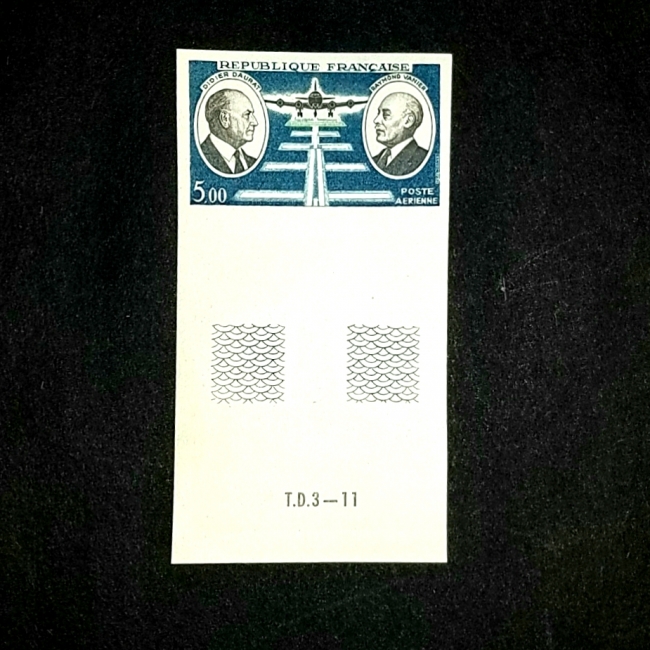 REPUBLIQUE FRANÇAISE
DIDIER DAURAT
RAYMOND VANIER
5,00
POSTE
AERIENNE
T.D.3—11